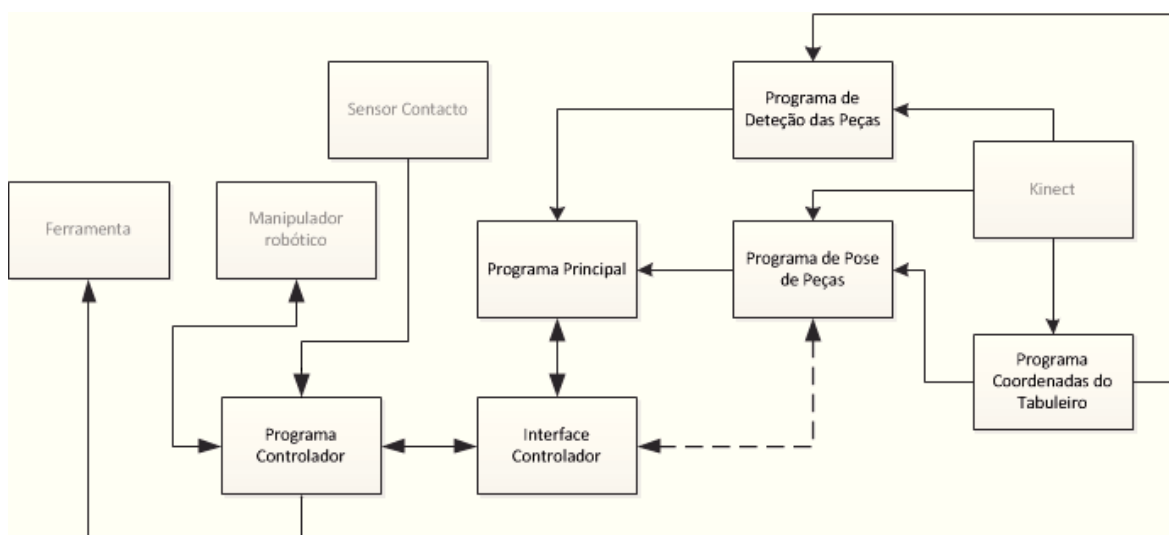 Programa de
Deteção das Peças
Sensor Contacto
Kinect
Ferramenta
Manipulador
robótico
Programa Principal
Programa de Pose
de Peças
Programa
Coordenadas do
Tabuleiro
Programa
Controlador
Interface
Controlador